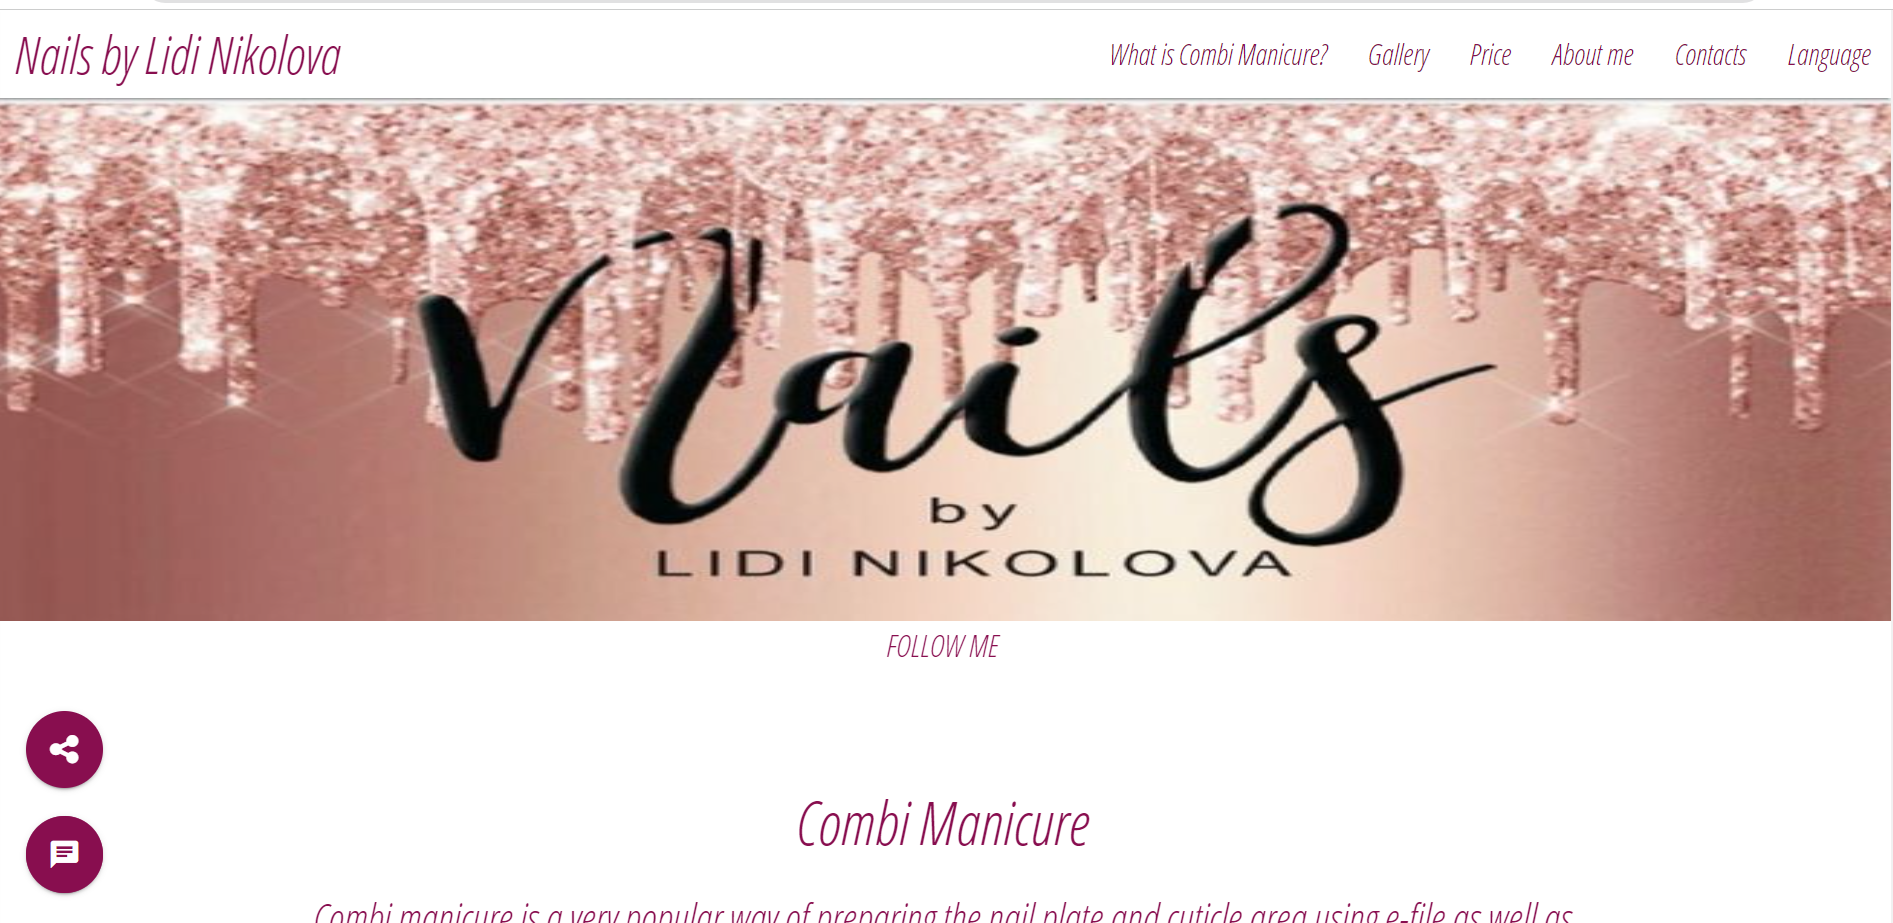 Nails by Lidi Nikolova
What is Combi Manicure? Gallery Price About me Contacts Language
Nails
by
LIDI NIKOLOVA
FOLLOW ME
Combi Manicure
Combi manicure is a very popular way of preparing the nail plate and cuticle area using e-file as well as